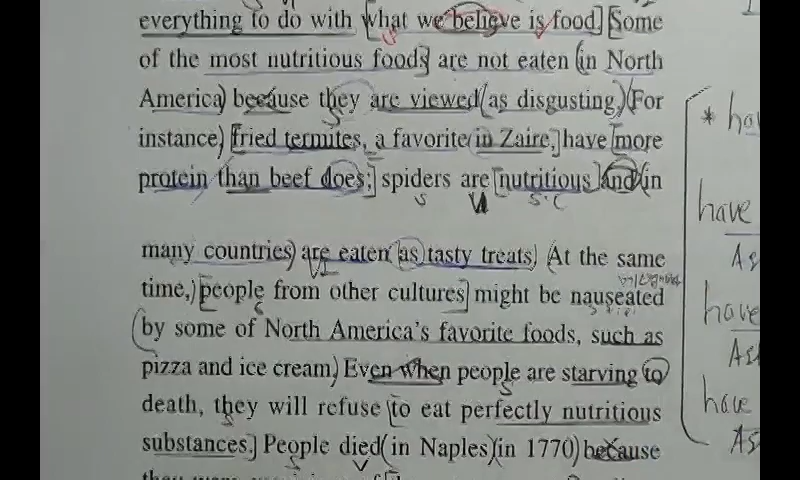 everything to do with what we believe is food. Some
of the most nutritious foods are not eaten in North
America because they are viewed as disgusting. For
instance, fried termites, a favorite in Zaire, have more
protein than beef does; spiders are nutritious and in
S V S.C
many countries are eaten as tasty treats. At the same
time, people from other cultures might be nauseated
by some of North America's favorite foods, such as
pizza and ice cream. Even when people are starving to
death, they will refuse to eat perfectly nutritious
substances. People died in Naples in 1770 because
S V
* hav
have
As
have
As
have
As